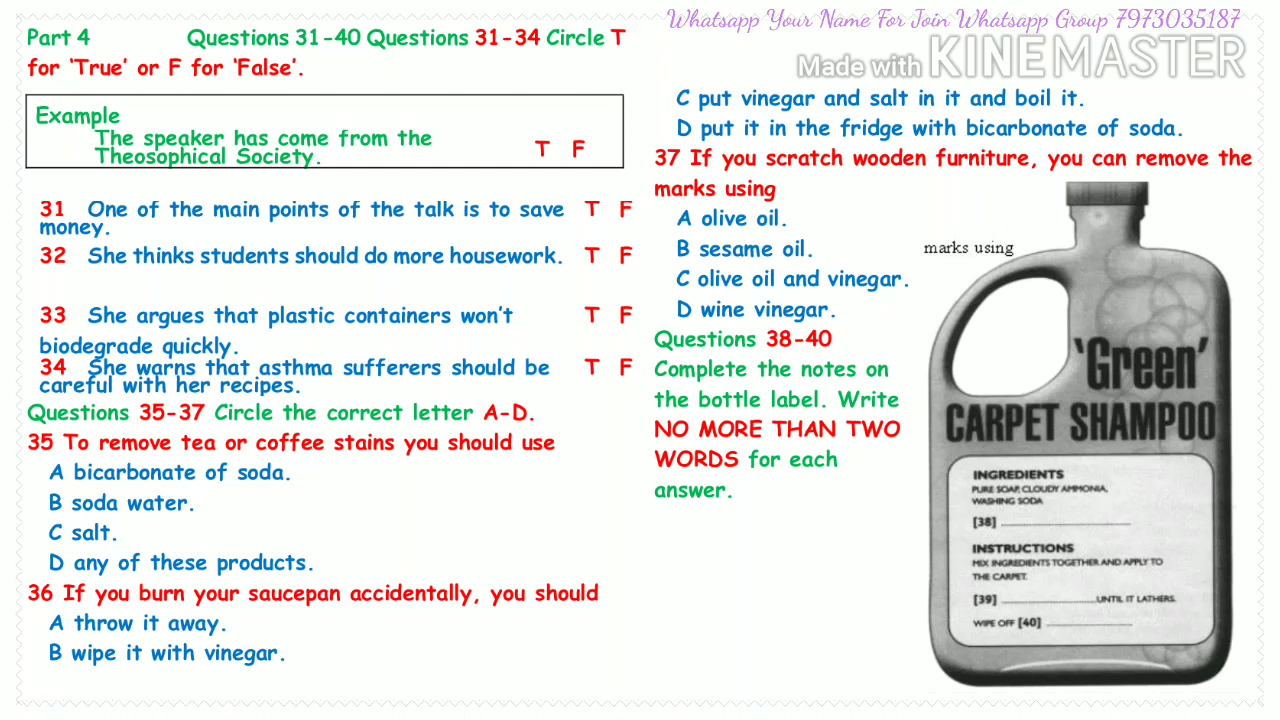 Whatsapp Your Name For Join Whatsapp Group 7973035187
Made with KINEMASTER
Part 4 Questions 31-40 Questions 31-34 Circle T
for ‘True’ or F for ‘False’.
Example
The speaker has come from the
Theosophical Society. T F
31 One of the main points of the talk is to save T F
money.
32 She thinks students should do more housework. T F
33 She argues that plastic containers won’t T F
biodegrade quickly.
34 She warns that asthma sufferers should be T F
careful with her recipes.
Questions 35-37 Circle the correct letter A-D.
35 To remove tea or coffee stains you should use
A bicarbonate of soda.
B soda water.
C salt.
D any of these products.
36 If you burn your saucepan accidentally, you should
A throw it away.
B wipe it with vinegar.
C put vinegar and salt in it and boil it.
D put it in the fridge with bicarbonate of soda.
37 If you scratch wooden furniture, you can remove the
marks using
A olive oil.
B sesame oil.
C olive oil and vinegar.
D wine vinegar.
Questions 38-40
Complete the notes on
the bottle label. Write
NO MORE THAN TWO
WORDS for each
answer.
marks using
‘Green’
CARPET SHAMPOO
INGREDIENTS
PURE SOAP, CLOUDY AMMONIA,
WASHING SODA
[38] ____________
INSTRUCTIONS
MIX INGREDIENTS TOGETHER AND APPLY TO
THE CARPET.
[39] ____________ UNTIL IT LATHERS.
WIPE OFF [40] ____________